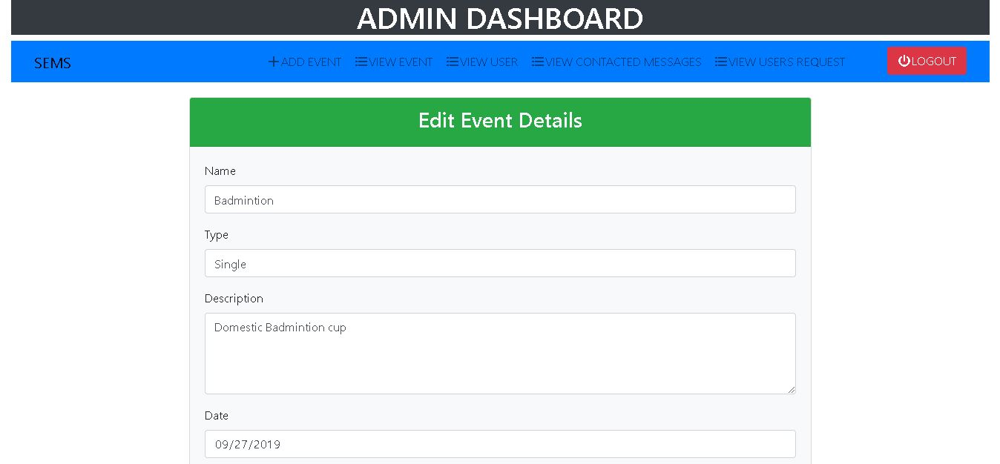 ADMIN DASHBOARD
SEMS ADD EVENT VIEW EVENT VIEW USER VIEW CONTACTED MESSAGES VIEW USERS REQUEST LOGOUT
Edit Event Details
Name
Badmintion
Type
Single
Description
Domestic Badmintion cup
Date
09/27/2019